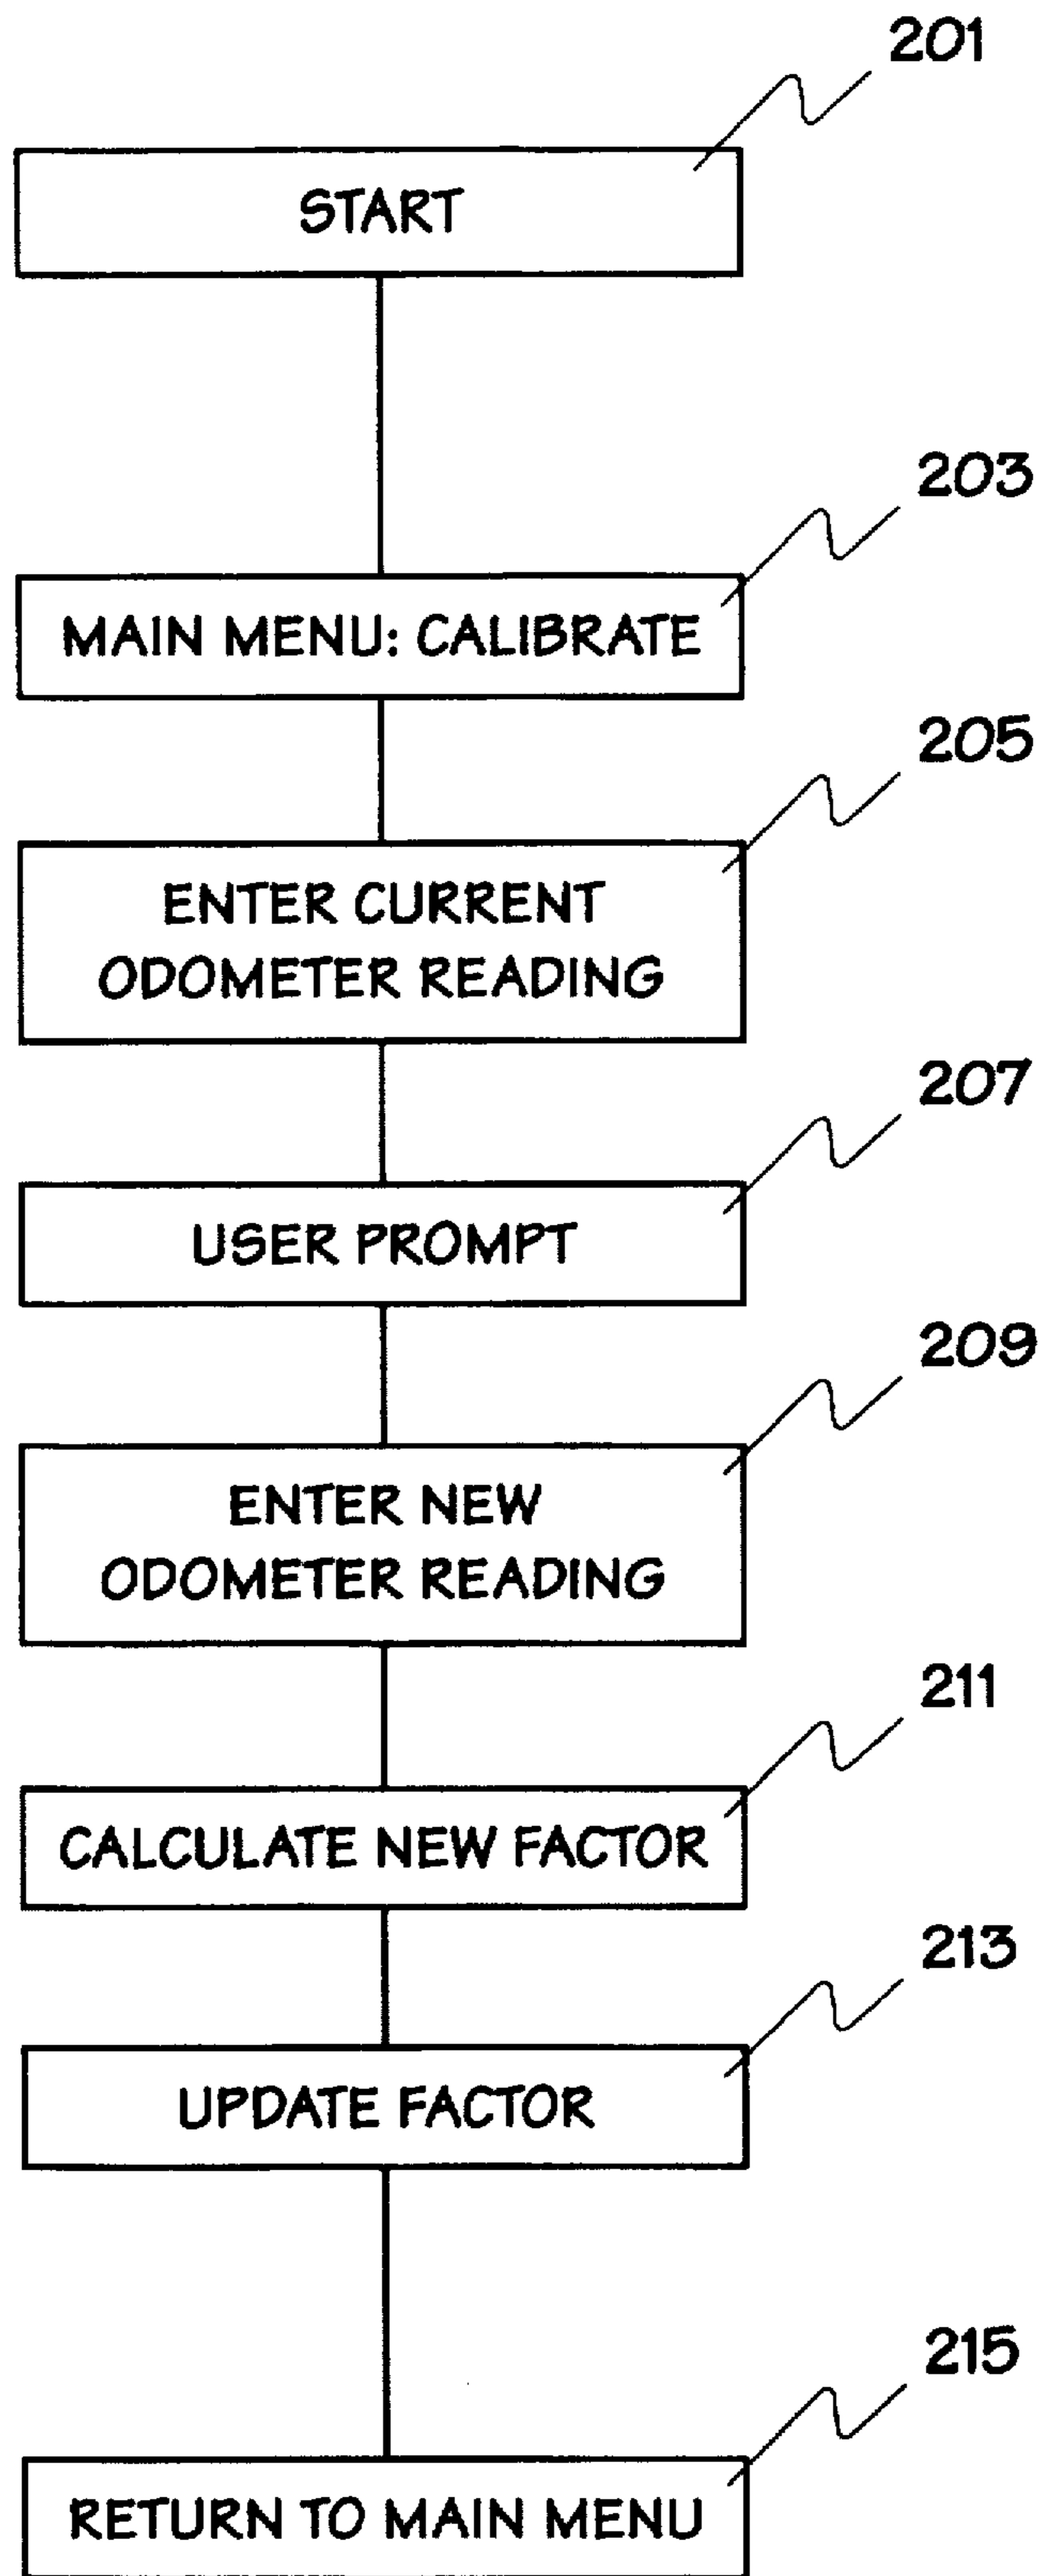 201
START
203
MAIN MENU: CALIBRATE
205
ENTER CURRENT
ODOMETER READING
207
USER PROMPT
209
ENTER NEW
ODOMETER READING
211
CALCULATE NEW FACTOR
213
UPDATE FACTOR
215
RETURN TO MAIN MENU